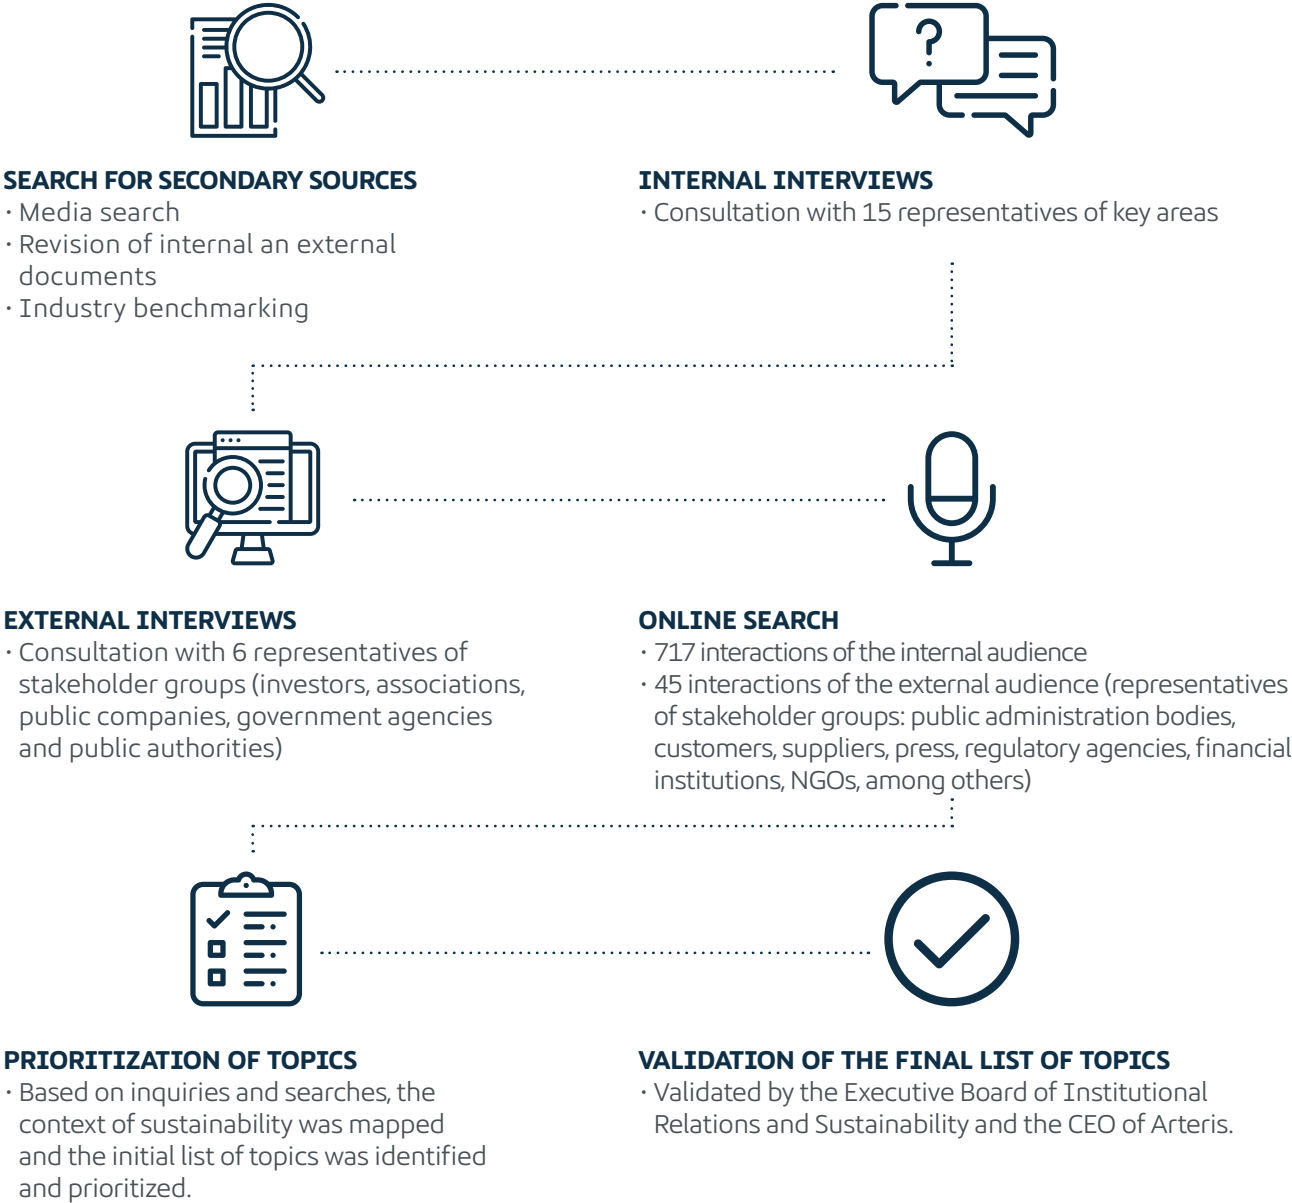 SEARCH FOR SECONDARY SOURCES
· Media search
· Revision of internal an external
documents
· Industry benchmarking
?
INTERNAL INTERVIEWS
· Consultation with 15 representatives of key areas
EXTERNAL INTERVIEWS
· Consultation with 6 representatives of
stakeholder groups (investors, associations,
public companies, government agencies
and public authorities)
ONLINE SEARCH
· 717 interactions of the internal audience
· 45 interactions of the external audience (representatives
of stakeholder groups: public administration bodies,
customers, suppliers, press, regulatory agencies, financial
institutions, NGOs, among others)
PRIORITIZATION OF TOPICS
· Based on inquiries and searches, the
context of sustainability was mapped
and the initial list of topics was identified
and prioritized.
VALIDATION OF THE FINAL LIST OF TOPICS
· Validated by the Executive Board of Institutional
Relations and Sustainability and the CEO of Arteris.